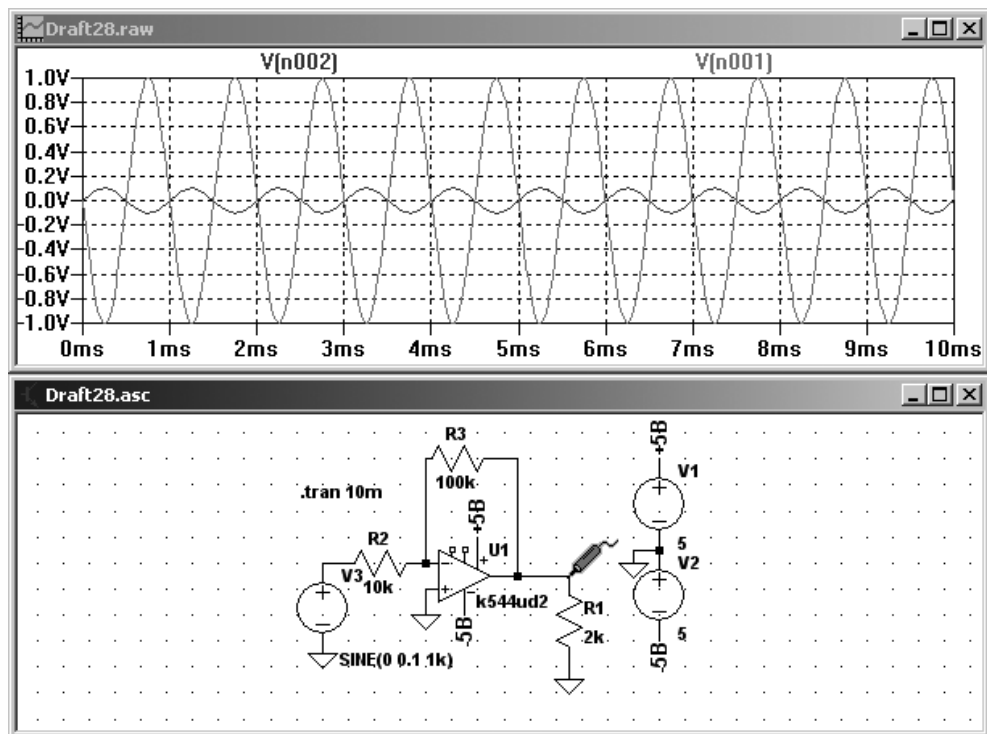 Draft28.raw
V(n002) V(n001)
1.0V
0.8V
0.6V
0.4V
0.2V
0.0V
-0.2V
-0.4V
-0.6V
-0.8V
-1.0V
0ms 1ms 2ms 3ms 4ms 5ms 6ms 7ms 8ms 9ms 10ms
Draft28.asc
R3
100k
.tran 10m
+5B
+5B
V1
5
R2
10k
U1
V3
k544ud2
-5B
V2
5
-5B
R1
2k
SINE(0 0.1 1k)